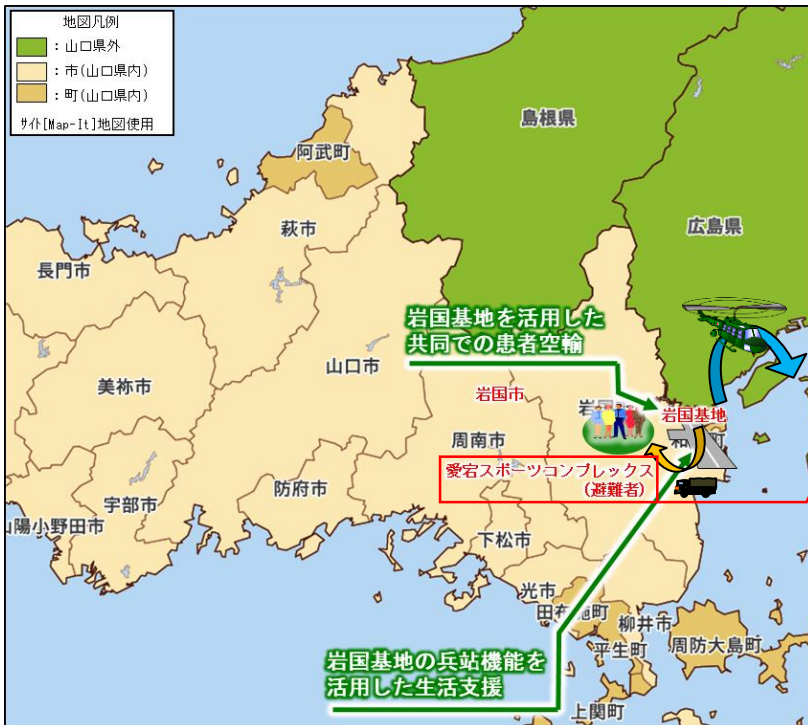 地図凡例
：山口県外
：市(山口県内)
：町(山口県内)
サイト[Map-It]地図使用
島根県
阿武町
広島県
萩市
長門市
岩国基地を活用した
共同での患者空輸
山口市
美祢市
岩国市
岩国基地
周南市
愛宕スポーツコンプレックス
(避難者)
防府市
宇部市
山陽小野田市
下松市
光市
田布施町
柳井市
周防大島町
平生町
岩国基地の兵站機能を
活用した生活支援
上関町